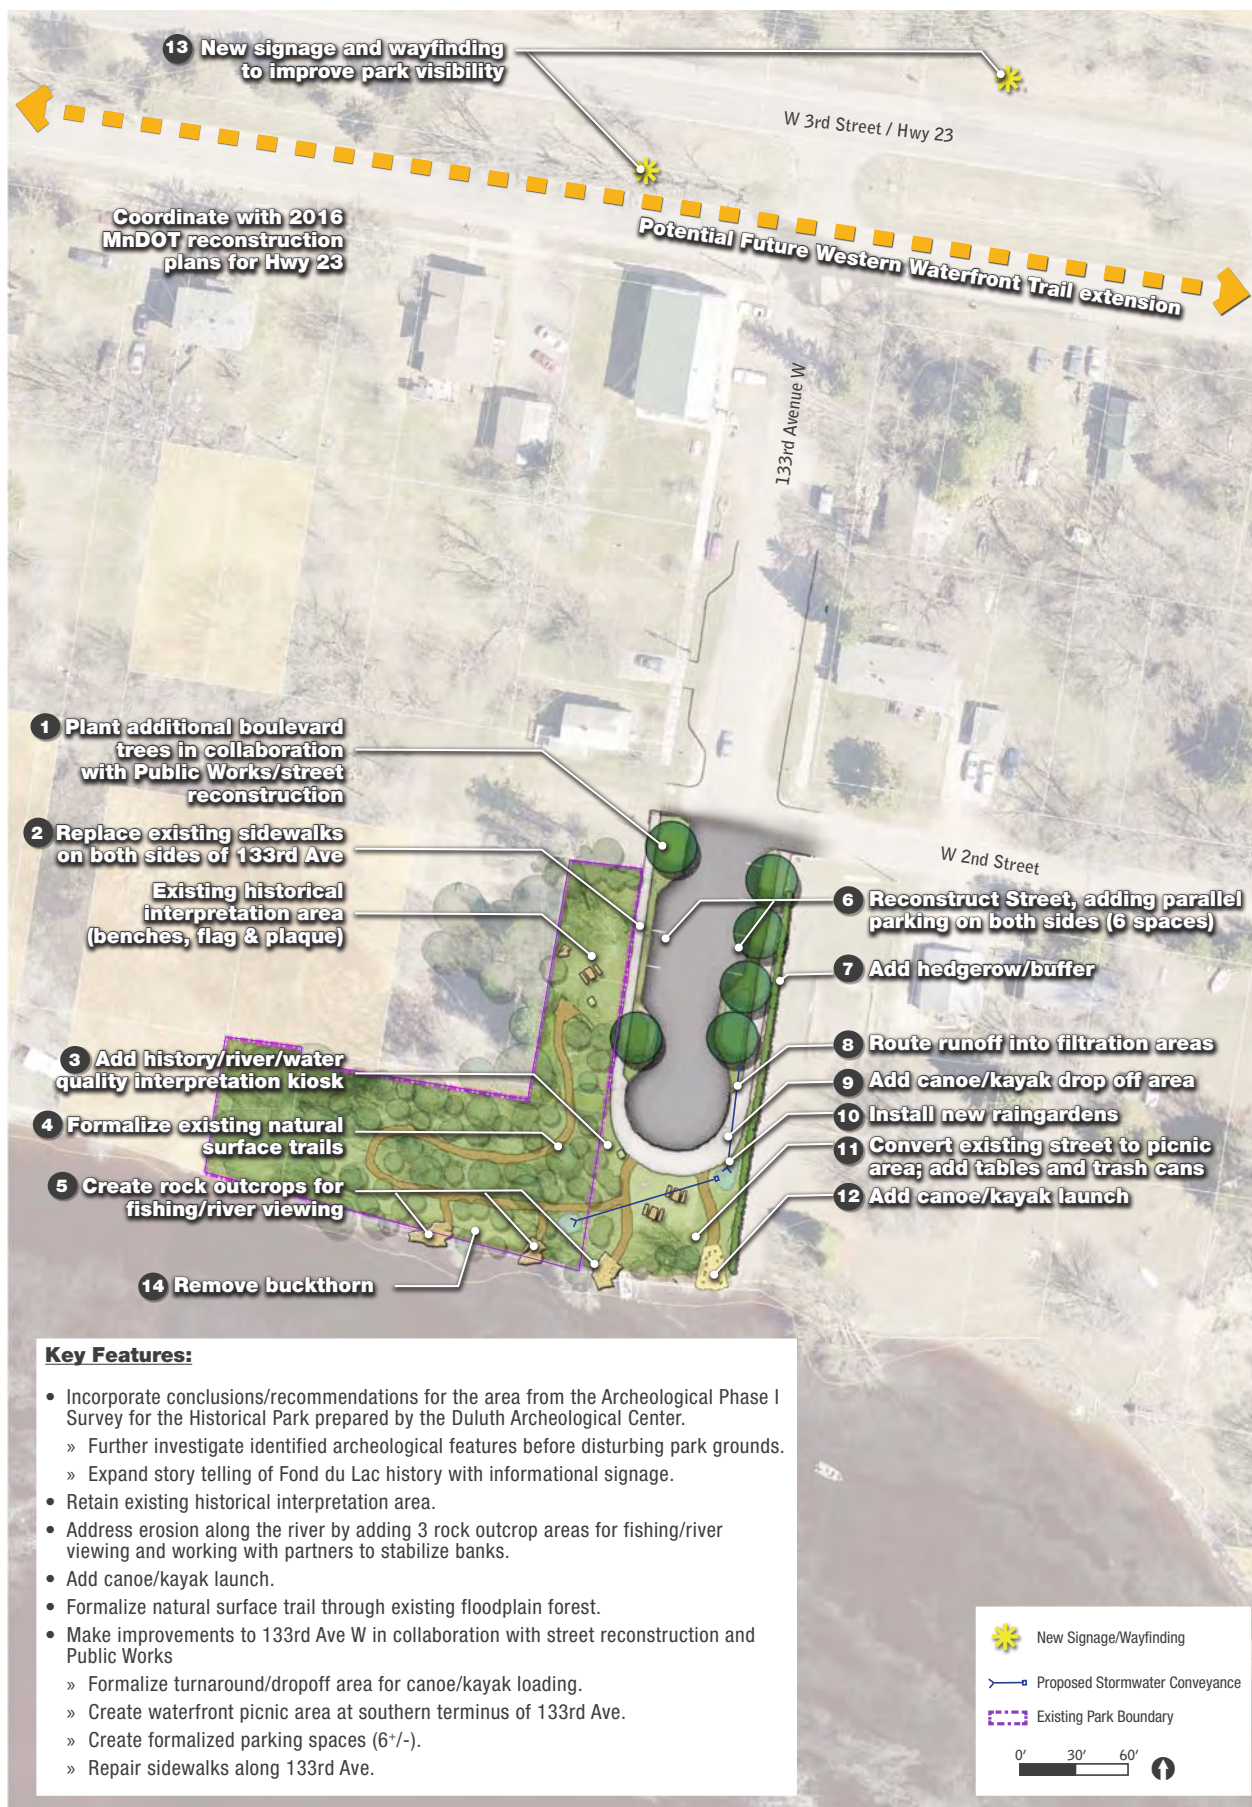 13 New signage and wayfinding
to improve park visibility
W 3rd Street / Hwy 23
Coordinate with 2016
MnDOT reconstruction
plans for Hwy 23
Potential Future Western Waterfront Trail extension
133rd Avenue W
1 Plant additional boulevard
trees in collaboration
with Public Works/street
reconstruction
2 Replace existing sidewalks
on both sides of 133rd Ave
Existing historical
interpretation area
(benches, flag & plaque)
3 Add history/river/water
quality interpretation kiosk
4 Formalize existing natural
surface trails
5 Create rock outcrops for
fishing/river viewing
14 Remove buckthorn
W 2nd Street
6 Reconstruct Street, adding parallel
parking on both sides (6 spaces)
7 Add hedgerow/buffer
8 Route runoff into filtration areas
9 Add canoe/kayak drop off area
10 Install new raingardens
11 Convert existing street to picnic
area; add tables and trash cans
12 Add canoe/kayak launch
Key Features:
• Incorporate conclusions/recommendations for the area from the Archeological Phase I
Survey for the Historical Park prepared by the Duluth Archeological Center.
» Further investigate identified archeological features before disturbing park grounds.
» Expand story telling of Fond du Lac history with informational signage.
• Retain existing historical interpretation area.
• Address erosion along the river by adding 3 rock outcrop areas for fishing/river
viewing and working with partners to stabilize banks.
• Add canoe/kayak launch.
• Formalize natural surface trail through existing floodplain forest.
• Make improvements to 133rd Ave W in collaboration with street reconstruction and
Public Works
» Formalize turnaround/dropoff area for canoe/kayak loading.
» Create waterfront picnic area at southern terminus of 133rd Ave.
» Create formalized parking spaces (6+/-).
» Repair sidewalks along 133rd Ave.
New Signage/Wayfinding
Proposed Stormwater Conveyance
Existing Park Boundary
0' 30' 60'